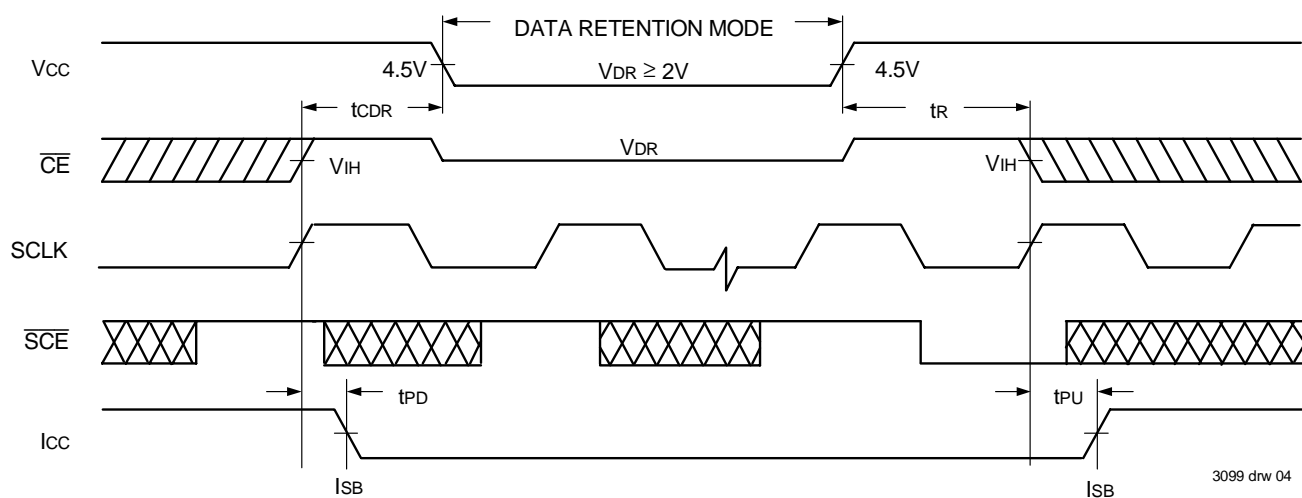 DATA RETENTION MODE
VCC
4.5V
VDR ≥ 2V
4.5V
tCDR
tR
CE
VIH
VDR
VIH
SCLK
SCE
tPD
tPU
ICC
ISB
ISB
3099 drw 04